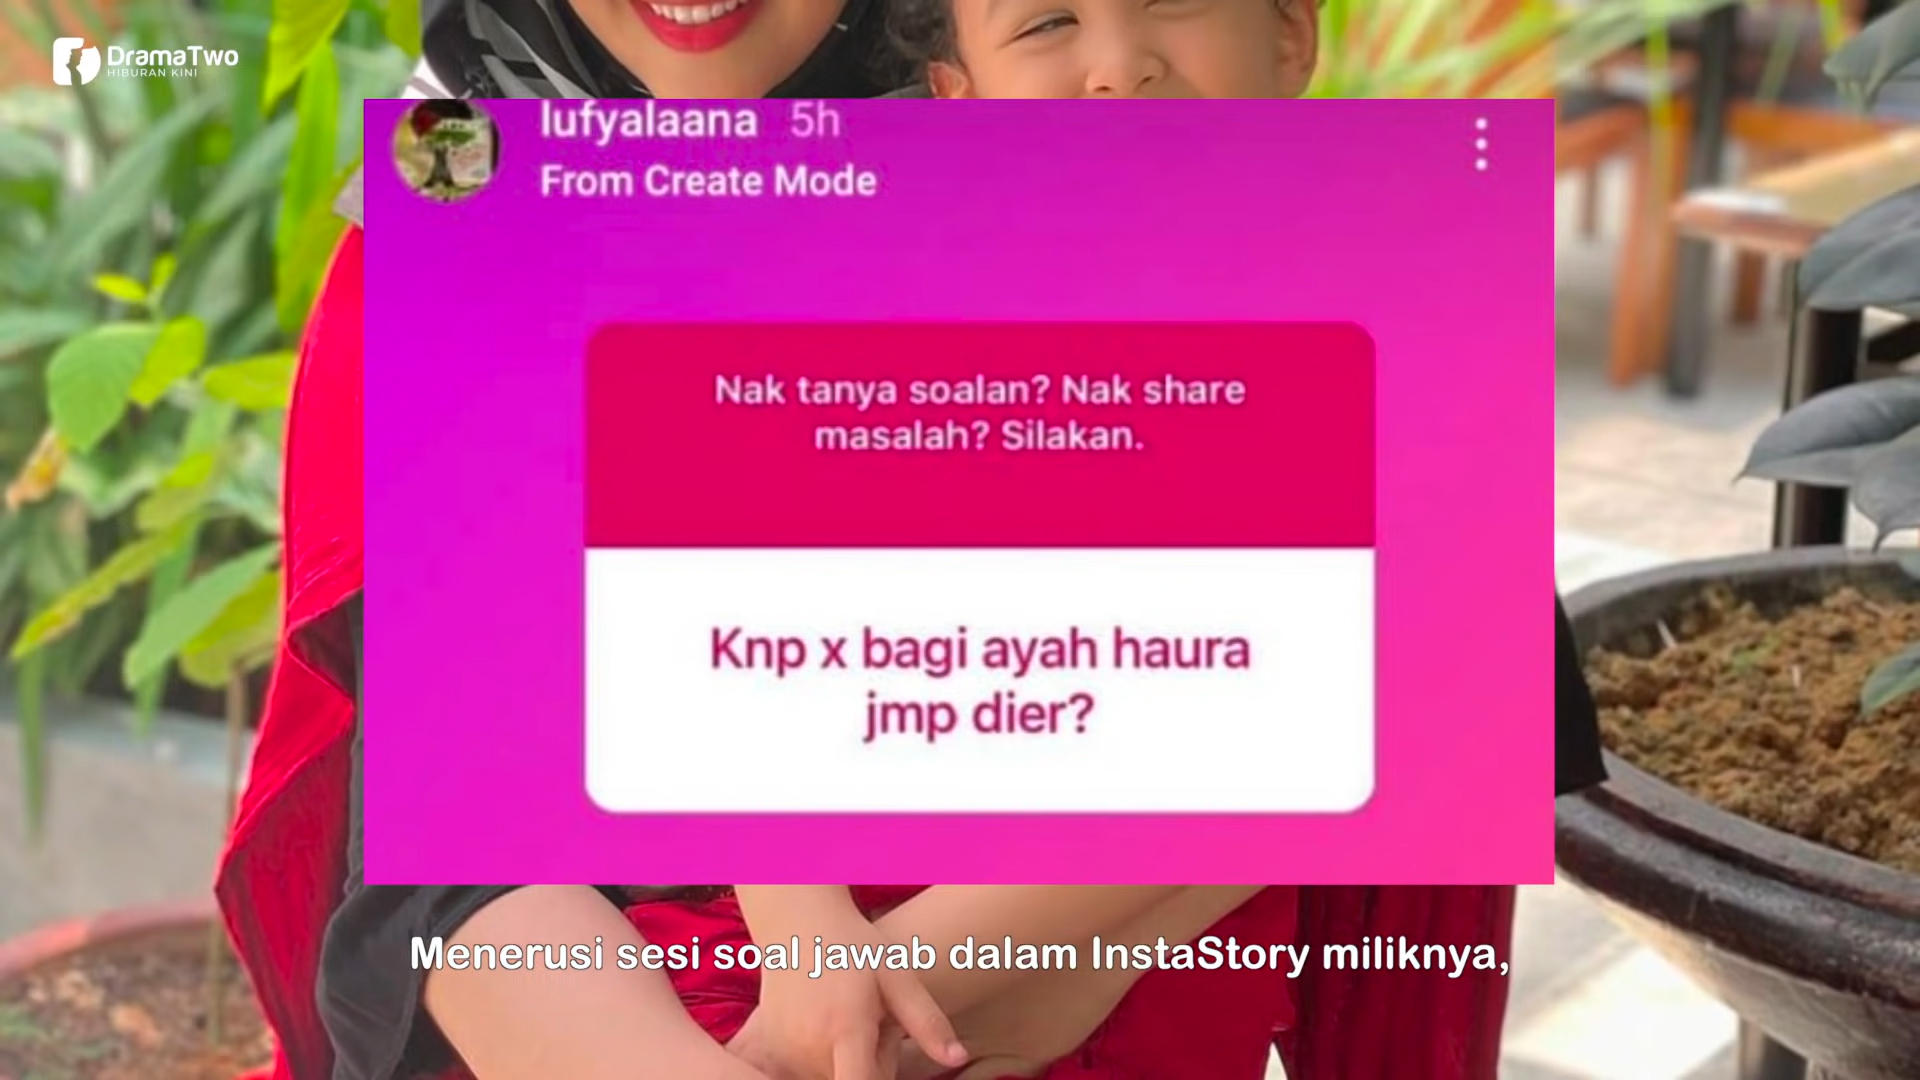 DramaTwo
HIBURAN KINI
lufyalaana 5h
From Create Mode
Nak tanya soalan? Nak share
masalah? Silakan.
Knp x bagi ayah haura
jmp dier?
Menerusi sesi soal jawab dalam InstaStory miliknya,